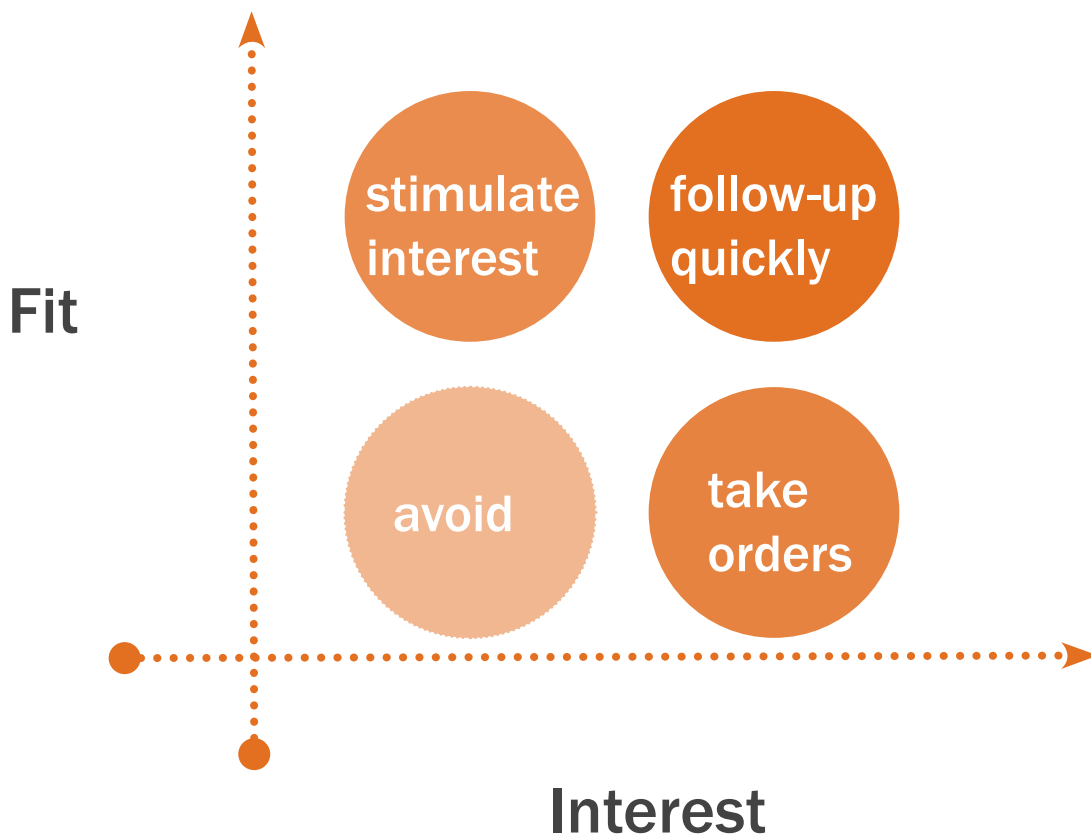 stimulate
interest
follow-up
quickly
Fit
avoid
take
orders
Interest